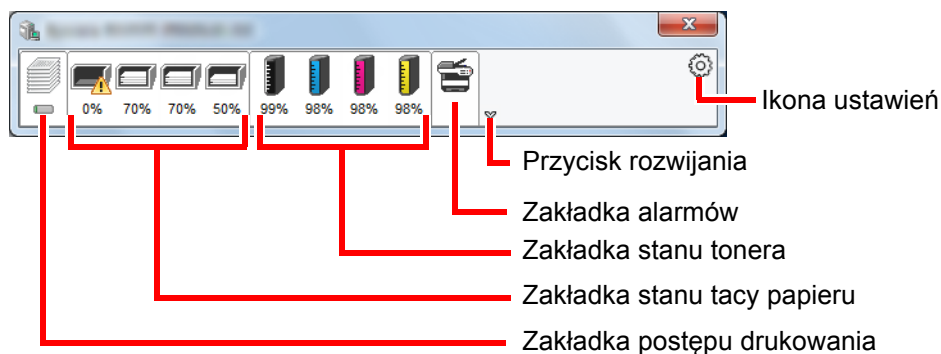 0% 70% 70% 50% 99% 98% 98% 98%
Ikona ustawień
Przycisk rozwijania
Zakładka alarmów
Zakładka stanu tonera
Zakładka stanu tacy papieru
Zakładka postępu drukowania